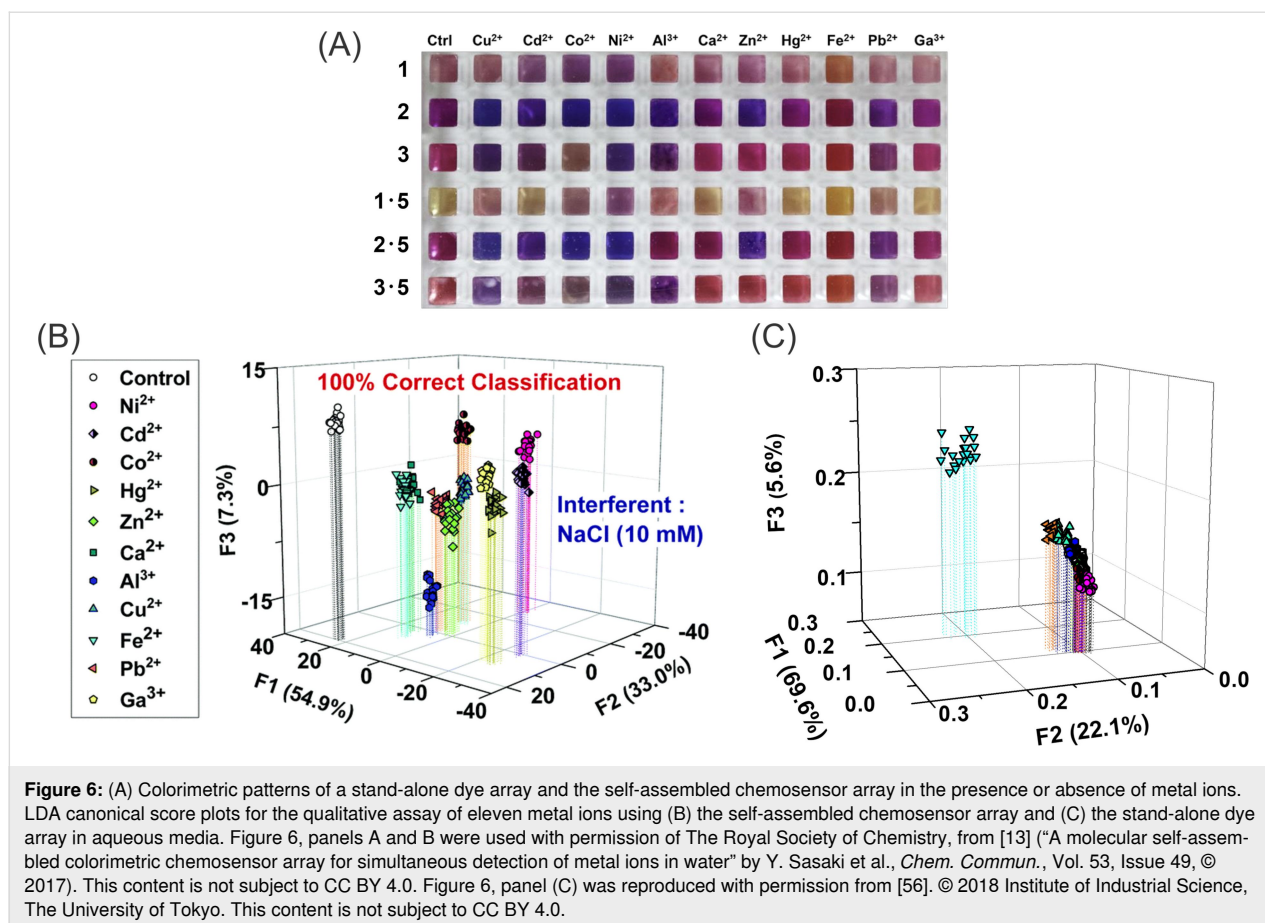 (A)
Ctrl Cu2+ Cd2+ Co2+ Ni2+ Al3+ Ca2+ Zn2+ Hg2+ Fe2+ Pb2+ Ga3+
1
2
3
1·5
2·5
3·5
(B)
Control
Ni2+
Cd2+
Co2+
Hg2+
Zn2+
Ca2+
Al3+
Cu2+
Fe2+
Pb2+
Ga3+
100% Correct Classification
Interferent :
NaCl (10 mM)
15
0
-15
F3 (7.3%)
40
20
0
-20
-40
F1 (54.9%)
20
0
-20
-40
F2 (33.0%)
(C)
0.3
0.2
0.1
F3 (5.6%)
0.3
0.2
0.1
0.0
F1 (69.6%)
0.3
0.2
0.1
0.0
F2 (22.1%)
Figure 6: (A) Colorimetric patterns of a stand-alone dye array and the self-assembled chemosensor array in the presence or absence of metal ions.
LDA canonical score plots for the qualitative assay of eleven metal ions using (B) the self-assembled chemosensor array and (C) the stand-alone dye
array in aqueous media. Figure 6, panels A and B were used with permission of The Royal Society of Chemistry, from [13] (“A molecular self-assem-
bled colorimetric chemosensor array for simultaneous detection of metal ions in water” by Y. Sasaki et al., Chem. Commun., Vol. 53, Issue 49, ©
2017). This content is not subject to CC BY 4.0. Figure 6, panel (C) was reproduced with permission from [56]. © 2018 Institute of Industrial Science,
The University of Tokyo. This content is not subject to CC BY 4.0.